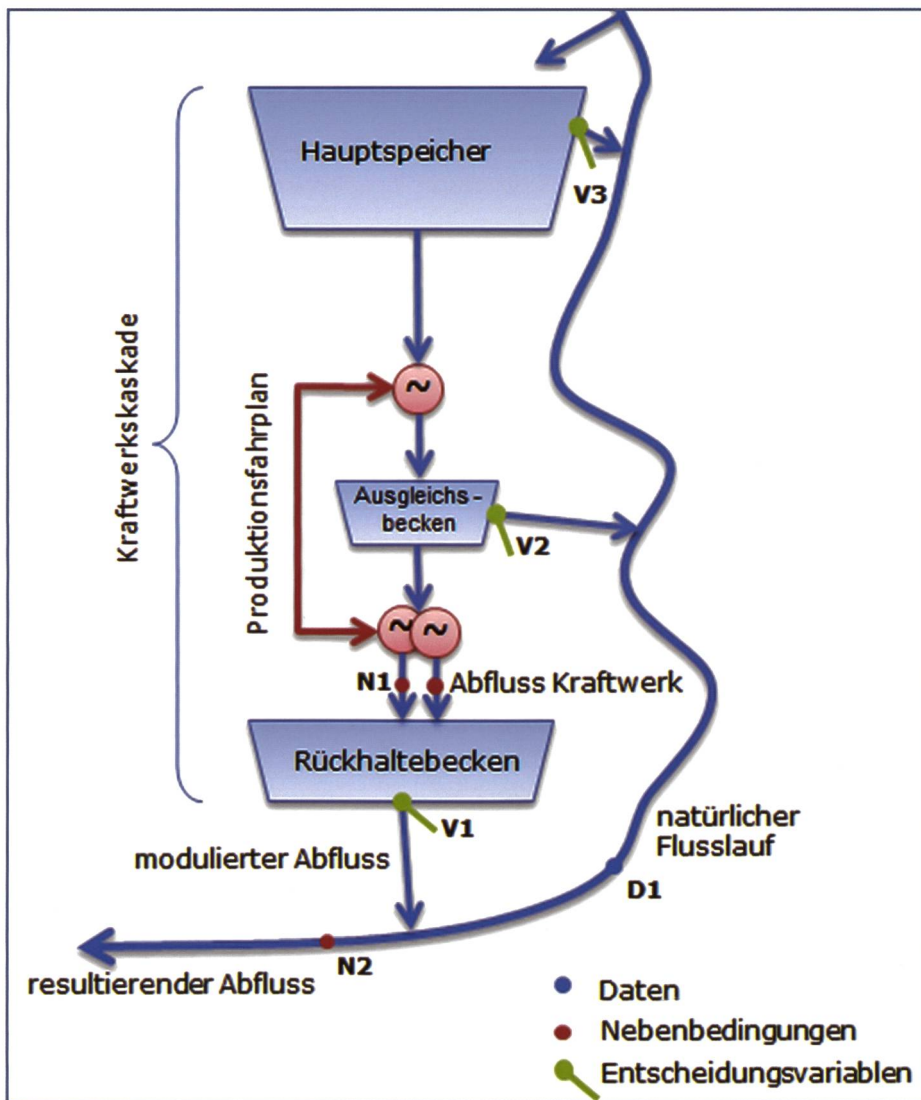 Hauptspeicher
V3
Kraftwerkskaskade
Produktionsfahrplan
~
Ausgleichs-
becken
V2
~
~
N1
Abfluss Kraftwerk
Rückhaltebecken
V1
modulierter Abfluss
natürlicher
Flusslauf
D1
N2
resultierender Abfluss
Daten
Nebenbedingungen
Entscheidungsvariablen